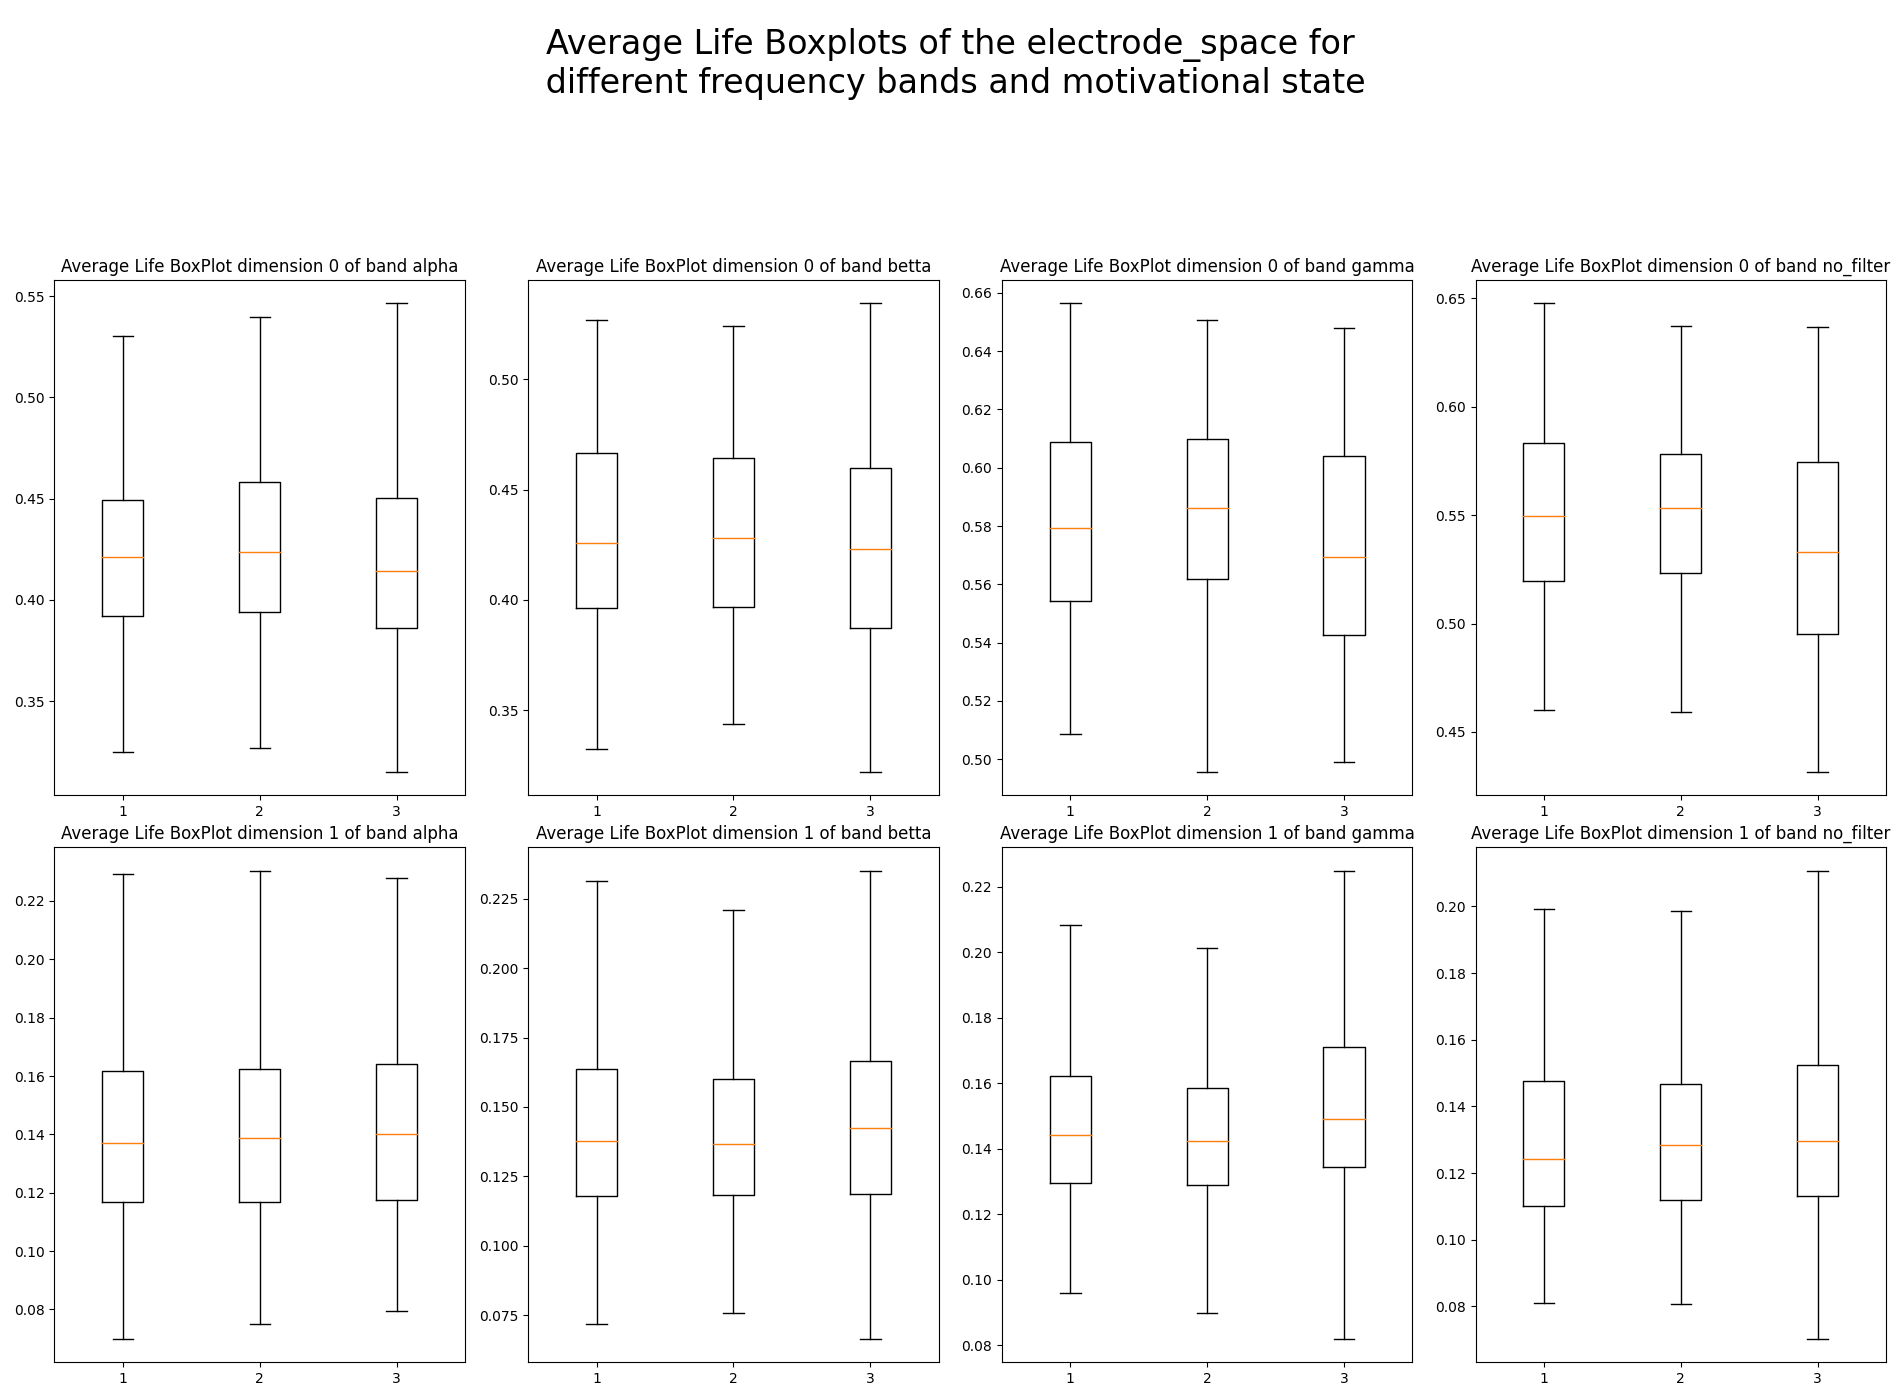 Average Life Boxplots of the electrode_space for
different frequency bands and motivational state
Average Life BoxPlot dimension 0 of band alpha
0.55
0.50
0.45
0.40
0.35
1 2 3
Average Life BoxPlot dimension 0 of band betta
0.50
0.45
0.40
0.35
1 2 3
Average Life BoxPlot dimension 0 of band gamma
0.66
0.64
0.62
0.60
0.58
0.56
0.54
0.52
0.50
1 2 3
Average Life BoxPlot dimension 0 of band no_filter
0.65
0.60
0.55
0.50
0.45
1 2 3
Average Life BoxPlot dimension 1 of band alpha
0.22
0.20
0.18
0.16
0.14
0.12
0.10
0.08
1 2 3
Average Life BoxPlot dimension 1 of band betta
0.225
0.200
0.175
0.150
0.125
0.100
0.075
1 2 3
Average Life BoxPlot dimension 1 of band gamma
0.22
0.20
0.18
0.16
0.14
0.12
0.10
0.08
1 2 3
Average Life BoxPlot dimension 1 of band no_filter
0.20
0.18
0.16
0.14
0.12
0.10
0.08
1 2 3